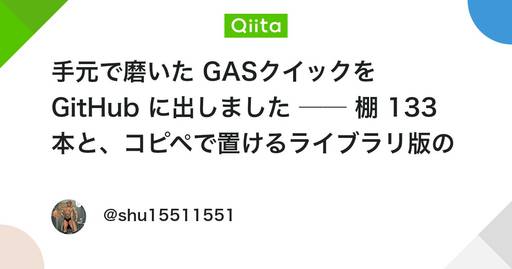 Qiita
手元で磨いた GASクイックを
GitHub に出しました ── 棚 133
本と、コピペで置けるライブラリ版の
@shu15511551